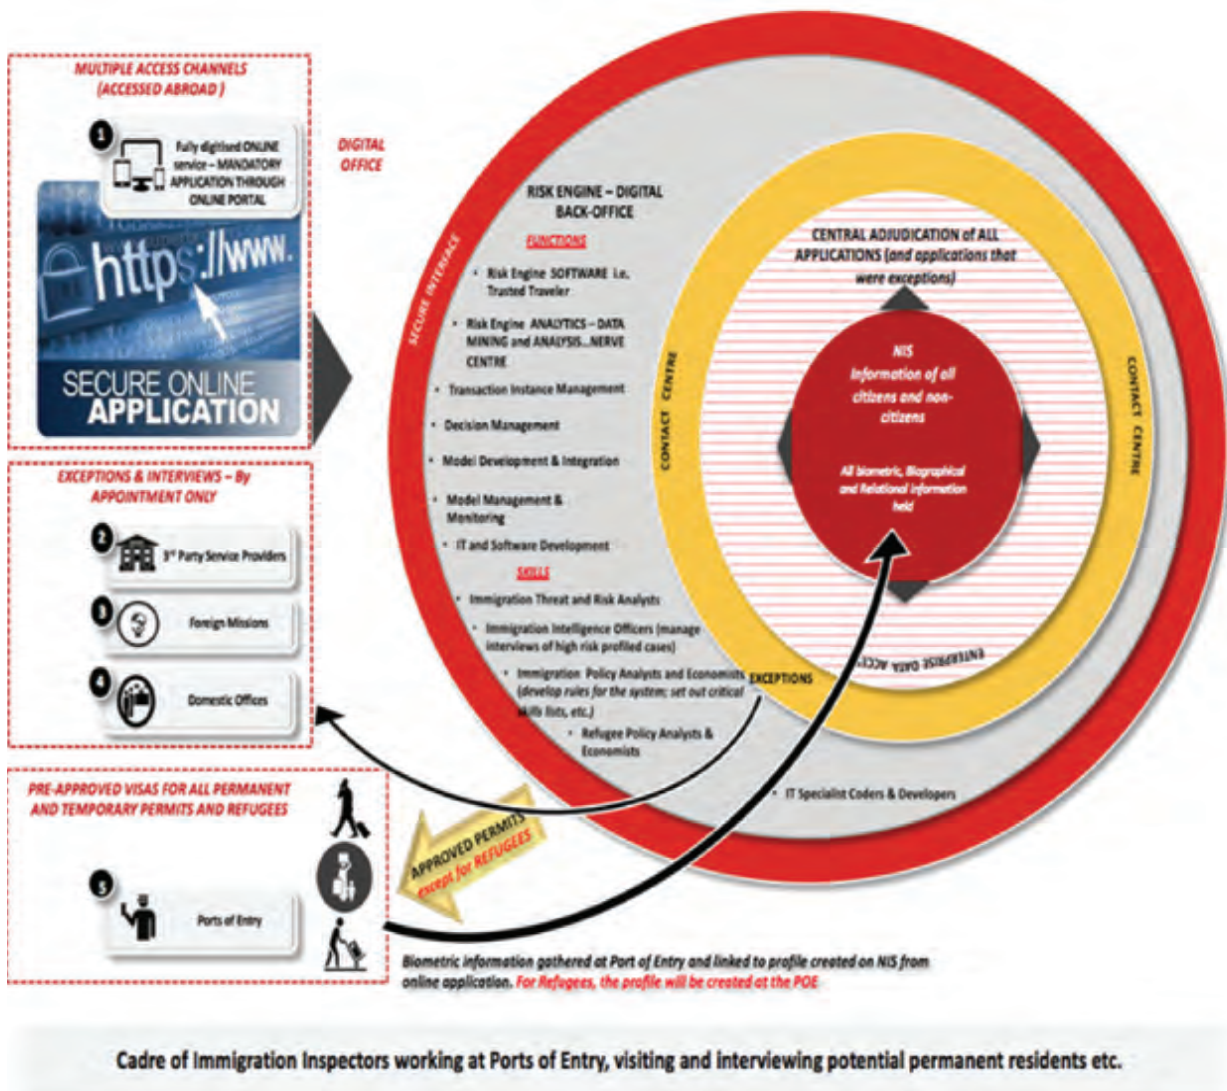 MULTIPLE ACCESS CHANNELS
(ACCESSED ABROAD )
1
Fully digitised ONLINE
service – MANDATORY
APPLICATION THROUGH
ONLINE PORTAL
https://www.
SECURE ONLINE
APPLICATION
DIGITAL
OFFICE
EXCEPTIONS & INTERVIEWS – By
APPOINTMENT ONLY
2
3rd Party Service Providers
3
Foreign Missions
4
Domestic Offices
PRE-APPROVED VISAS FOR ALL PERMANENT
AND TEMPORARY PERMITS AND REFUGEES
5
Ports of Entry
SECURE INTERFACE
RISK ENGINE – DIGITAL
BACK-OFFICE
FUNCTIONS
• Risk Engine SOFTWARE i.e.
Trusted Traveler
• Risk Engine ANALYTICS – DATA
MINING and ANALYSIS...NERVE
CENTRE
• Transaction Instance Management
• Decision Management
• Model Development & Integration
• Model Management &
Monitoring
• IT and Software Development
SKILLS
• Immigration Threat and Risk Analysts
• Immigration Intelligence Officers (manage
interviews of high risk profiled cases)
• Immigration Policy Analysts and Economists
(develop rules for the system; set out critical
skills lists, etc.)
• Refugee Policy Analysts &
Economists
• IT Specialist Coders & Developers
EXCEPTIONS
CONTACT CENTRE
CENTRAL ADJUDICATION of ALL
APPLICATIONS (and applications that
were exceptions)
NIS
Information of all
citizens and non-
citizens
All biometric, Biographical
and Relational information
held
CONTACT CENTRE
ENTERPRISE DATA
APPROVED PERMITS
except for REFUGEES
Biometric information gathered at Port of Entry and linked to profile created on NIS from
online application. For Refugees, the profile will be created at the POE
Cadre of Immigration Inspectors working at Ports of Entry, visiting and interviewing potential permanent residents etc.